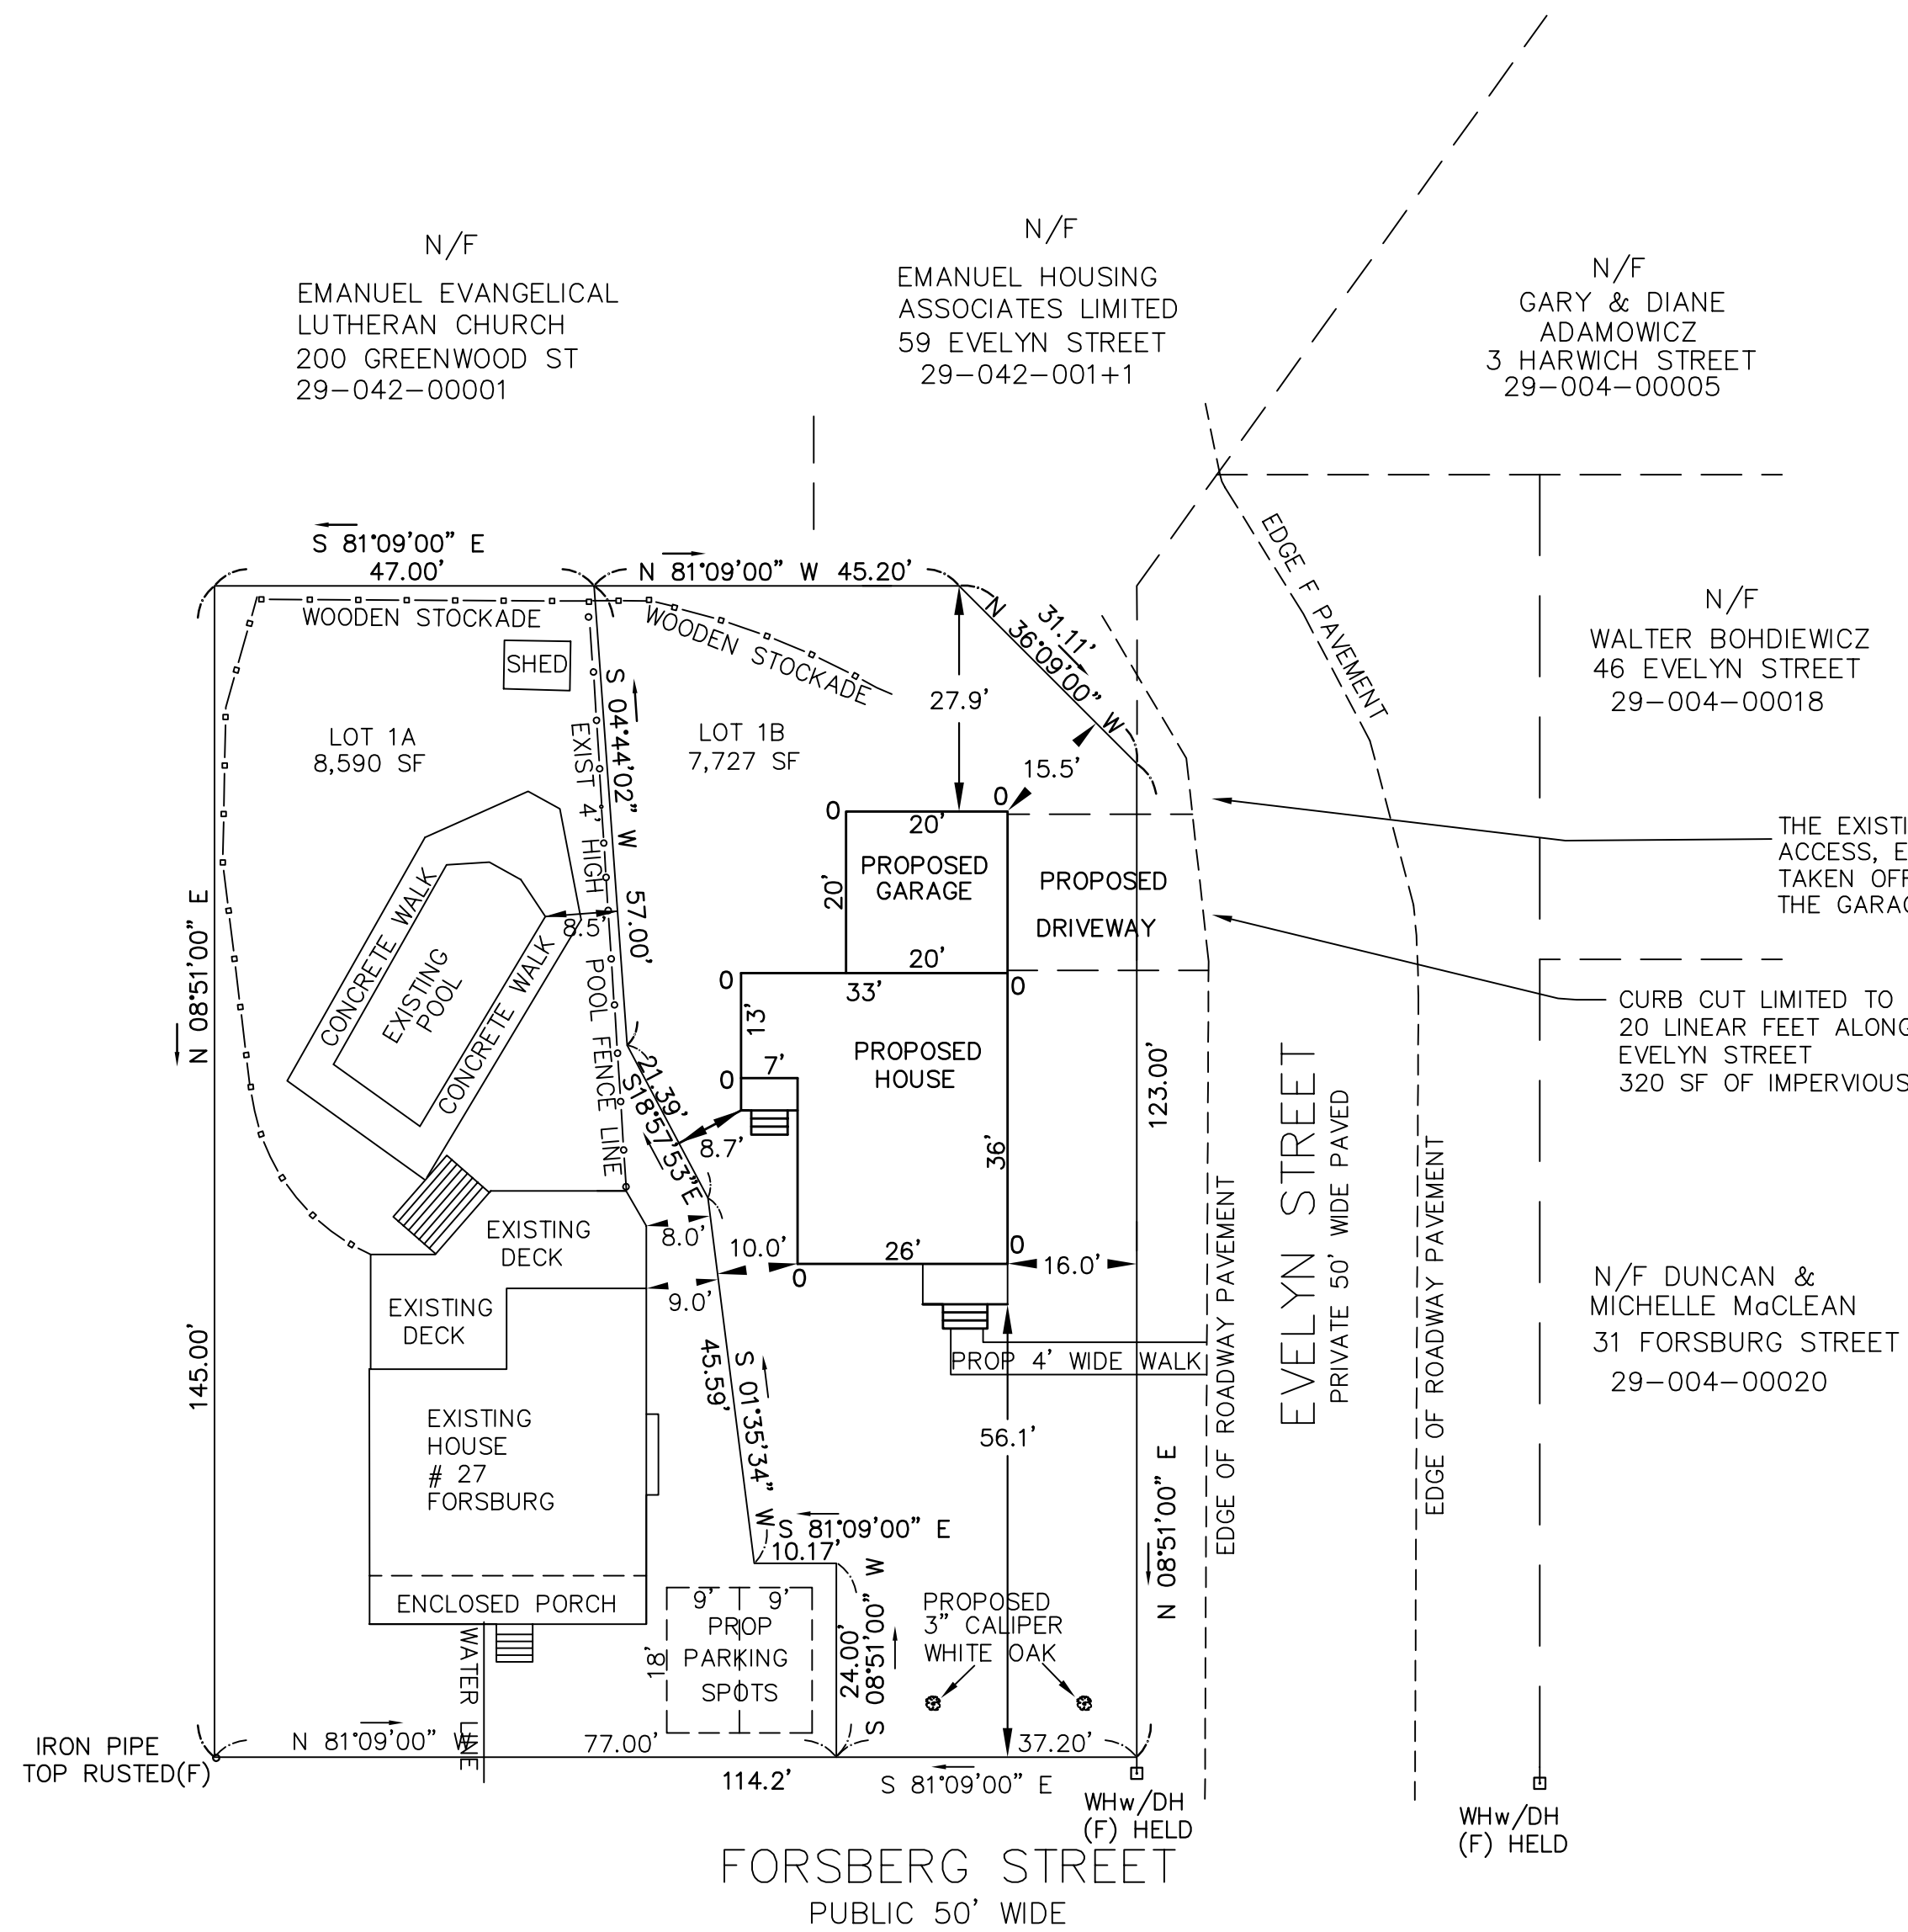 N/F
EMANUEL EVANGELICAL
LUTHERAN CHURCH
200 GREENWOOD ST
29-042-00001
N/F
EMANUEL HOUSING
ASSOCIATES LIMITED
59 EVELYN STREET
29-042-001+1
N/F
GARY & DIANE
ADAMOWICZ
3 HARWICH STREET
29-004-00005
N/F
WALTER BOHDIEWICZ
46 EVELYN STREET
29-004-00018
S 81°09'00" E
47.00'
N 81°09'00" W 45.20'
N 36°09'00" W
31.11'
EDGE F PAVEMENT
WOODEN STOCKADE
WOODEN STOCKADE
SHED
27.9'
15.5'
LOT 1A
8,590 SF
LOT 1B
7,727 SF
S 04°44'02" W 57.00'
EXIST 4' HIGH POOL FENCE LINE
N 08°51'00" E
145.00'
CONCRETE WALK
EXISTING
POOL
CONCRETE WALK
8.5'
0
0
20'
PROPOSED
GARAGE
20'
20'
PROPOSED
DRIVEWAY
THE EXISTI
ACCESS, E
TAKEN OFF
THE GARAG
CURB CUT LIMITED TO
20 LINEAR FEET ALONG
EVELYN STREET
320 SF OF IMPERVIOUS
0
33'
0
13'
7'
0
PROPOSED
HOUSE
36'
123.00'
21.39'
S18°57'53"E
8.7'
8.0'
10.0'
9.0'
26'
0
0
16.0'
EXISTING
DECK
EXISTING
DECK
EXISTING
HOUSE
# 27
FORSBURG
ENCLOSED PORCH
WATER LINE
45.59'
S 01°35'34" W
PROP 4' WIDE WALK
56.1'
EVELYN STREET
PRIVATE 50' WIDE PAVED
EDGE OF ROADWAY PAVEMENT
EDGE OF ROADWAY PAVEMENT
N/F DUNCAN &
MICHELLE MaCLEAN
31 FORSBURG STREET
29-004-00020
S 81°09'00" E
10.17'
24.00'
S 08°51'00" W
N 08°51'00" E
9'
9'
18'
PROP
PARKING
SPOTS
PROPOSED
3" CALIPER
WHITE OAK
IRON PIPE
TOP RUSTED(F)
N 81°09'00" W
77.00'
37.20'
114.2'
S 81°09'00" E
WHw/DH
(F) HELD
WHw/DH
(F) HELD
FORSBERG STREET
PUBLIC 50' WIDE